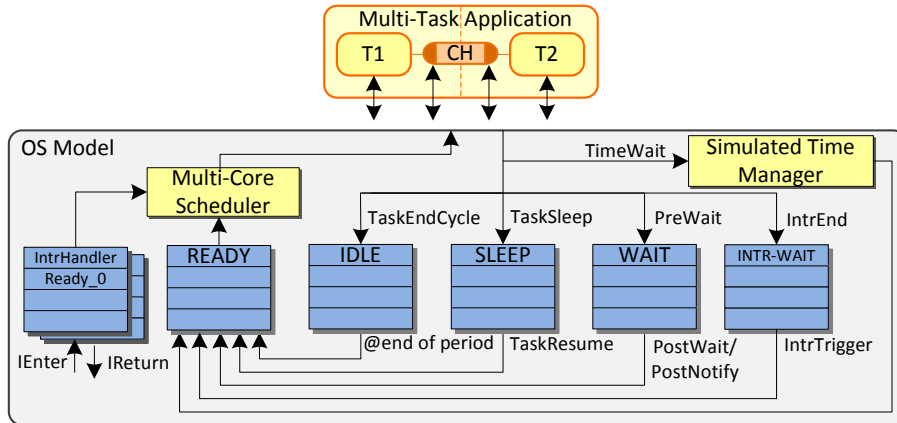 Multi-Task Application
T1
CH
T2
OS Model
TimeWait
Simulated Time
Manager
Multi-Core
Scheduler
TaskEndCycle
TaskSleep
PreWait
IntrEnd
IntrHandler
Ready_0
READY
IDLE
SLEEP
WAIT
INTR-WAIT
@end of period
TaskResume
PostWait/
PostNotify
IntrTrigger
IEnter
IReturn